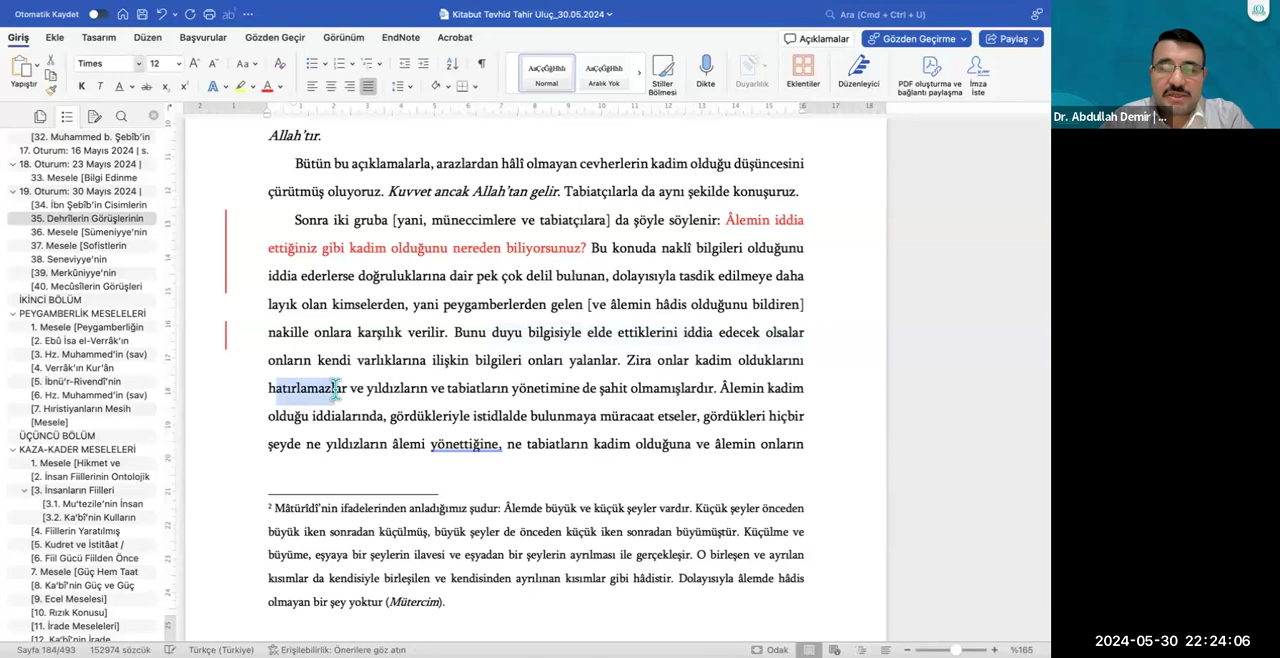 Otomatik Kaydet
Kitabut Tevhid Tahir Uluç_30.05.2024
Ara (Cmd + Ctrl + U)
Giriş Ekle Tasarım Düzen Başvurular Gözden Geçir Görünüm EndNote Acrobat
Açıklamalar Gözden Geçirme Paylaş
Yapıştır
Times 12
AaÇçĞğHh Normal
AaÇçĞğHh Aralık Yok
Stiller Bölmesi
Dikte
Duyarlılık
Eklentiler
Düzenleyici
PDF oluşturma ve bağlantı paylaşma
İmza İste
Dr. Abdullah Demir | ...
[32. Muhammed b. Şebîb'in
17. Oturum: 16 Mayıs 2024 | s.
18. Oturum: 23 Mayıs 2024 |
33. Mesele [Bilgi Edinme
19. Oturum: 30 Mayıs 2024 |
[34. İbn Şebîb'in Cisimlerin
35. Dehrîlerin Görüşlerinin
36. Mesele [Sümeniyye'nin
37. Mesele [Sofistlerin
38. Seneviyye'nin
[39. Merkûniyye'nin
[40. Mecûsîlerin Görüşleri
İKİNCİ BÖLÜM
PEYGAMBERLİK MESELELERİ
1. Mesele [Peygamberliğin
[2. Ebû Isa el-Verrâk'ın
[3. Hz. Muhammed'in (sav)
[4. Verrâk'ın Kur'ân
[5. İbnü'r-Rivendî'nin
[6. Hz. Muhammed'in (sav)
[7. Hıristiyanların Mesih
[Mesele]
ÜÇÜNCÜ BÖLÜM
KAZA-KADER MESELELERİ
1. Mesele [Hikmet ve
[2. İnsan Fiillerinin Ontolojik
[3. İnsanların Fiilleri
[3.1. Mu'tezile'nin İnsan
[3.2. Ka'bî'nin Kulların
[4. Fiillerin Yaratılmış
[5. Kudret ve İstitâat /
[6. Fiil Gücü Fiilden Önce
7. Mesele [Güç Hem Taat
[8. Ka'bî'nin Güç ve Güç
[9. Ecel Meselesi]
[10. Rızık Konusu]
[11. İrade Meseleleri]
[12. Ka'bî'nin İrade
Allah'tır.
Bütün bu açıklamalarla, arazlardan hâlî olmayan cevherlerin kadim olduğu düşüncesini
çürütmüş oluyoruz. Kuvvet ancak Allah'tan gelir. Tabiatçılarla da aynı şekilde konuşuruz.
Sonra iki gruba [yani, müneccimlere ve tabiatçılara] da şöyle söylenir: Âlemin iddia
ettiğiniz gibi kadim olduğunu nereden biliyorsunuz? Bu konuda naklî bilgileri olduğunu
iddia ederlerse doğruluklarına dair pek çok delil bulunan, dolayısıyla tasdik edilmeye daha
layık olan kimselerden, yani peygamberlerden gelen [ve âlemin hâdis olduğunu bildiren]
nakille onlara karşılık verilir. Bunu duyu bilgisiyle elde ettiklerini iddia edecek olsalar
onların kendi varlıklarına ilişkin bilgileri onları yalanlar. Zira onlar kadim olduklarını
hatırlamazlar ve yıldızların ve tabiatların yönetimine de şahit olmamışlardır. Âlemin kadim
olduğu iddialarında, gördükleriyle istidlalde bulunmaya müracaat etseler, gördükleri hiçbir
şeyde ne yıldızların âlemi yönettiğine, ne tabiatların kadim olduğuna ve âlemin onların
2 Mâtürîdî'nin ifadelerinden anladığımız şudur: Âlemde büyük ve küçük şeyler vardır. Küçük şeyler önceden
büyük iken sonradan küçülmüş, büyük şeyler de önceden küçük iken sonradan büyümüştür. Küçülme ve
büyüme, eşyaya bir şeylerin ilavesi ve eşyadan bir şeylerin ayrılması ile gerçekleşir. O birleşen ve ayrılan
kısımlar da kendisiyle birleşilen ve kendisinden ayrılınan kısımlar gibi hâdistir. Dolayısıyla âlemde hâdis
olmayan bir şey yoktur (Mütercim).
Sayfa 184/493 152974 sözcük Türkçe (Türkiye) Erişilebilirlik: Önerilere göz atın Odak %165
2024-05-30 22:24:06